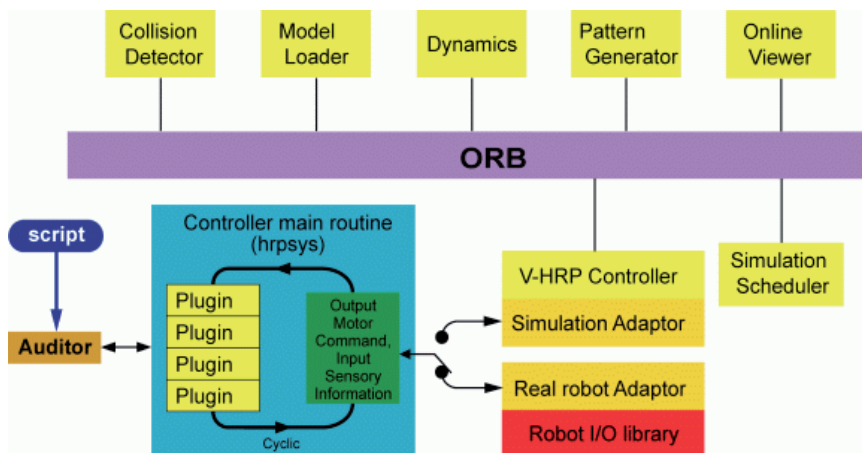 Collision
Detector
Model
Loader
Dynamics
Pattern
Generator
Online
Viewer
ORB
script
Auditor
Controller main routine
(hrpsys)
Plugin
Plugin
Plugin
Plugin
Output
Motor
Command,
Input
Sensory
Information
Cyclic
V-HRP Controller
Simulation Adaptor
Real robot Adaptor
Robot I/O library
Simulation
Scheduler